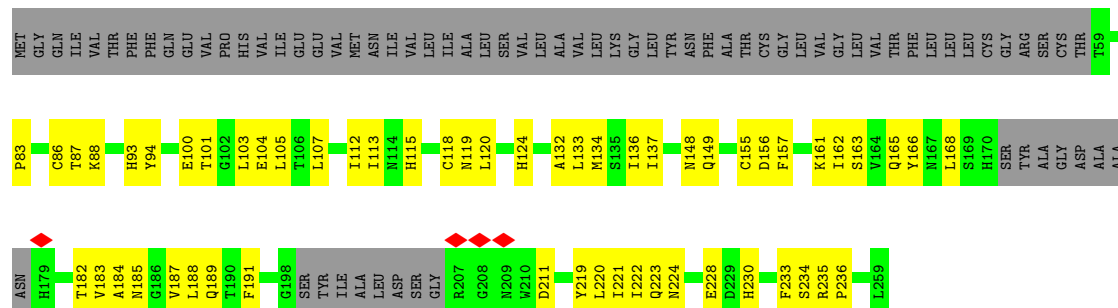 MET GLY GLN ILE VAL THR PHE PHE GLN GLU VAL PRO HIS VAL ILE GLU GLU VAL MET ASN ILE VAL LEU ILE ALA LEU SER VAL LEU ALA VAL LEU LYS GLY LEU TYR ASN PHE ALA THR CYS GLY LEU VAL GLY LEU VAL THR PHE LEU LEU LEU CYS GLY ARG SER CYS THR T59
P83 C86 T87 K88 H93 Y94 E100 T101 G102 L103 E104 L105 T106 L107 I112 I113 N114 H115 C118 N119 L120 H124 A132 L133 M134 S135 I136 I137 N148 Q149 C155 D156 F157 K161 I162 S163 V164 Q165 Y166 N167 L168 S169 H170 SER TYR ALA GLY ASP ALA ALA
ASN H179 T182 V183 A184 N185 G186 V187 L188 Q189 T190 F191 G198 SER TYR ILE ALA LEU ASP SER GLY R207 G208 N209 W210 D211 Y219 L220 I221 I222 Q223 N224 E228 D229 H230 F233 S234 R235 P236 L259